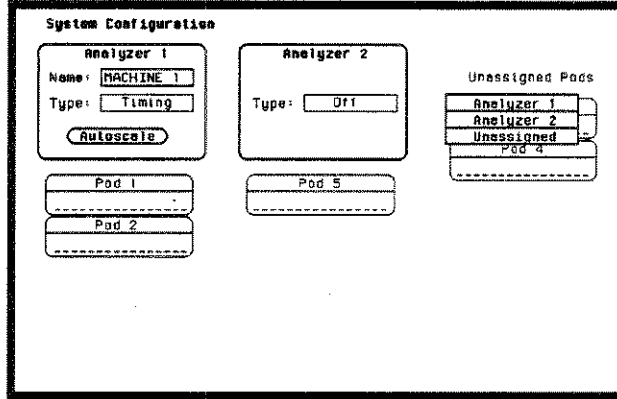 System Configuration
Analyzer 1
Name: MACHINE 1
Type: Timing
Autoscale
Analyzer 2
Type: Off
Unassigned Pods
Analyzer 1
Analyzer 2
Unassigned
Pod 4
Pod 1
Pod 2
Pod 5